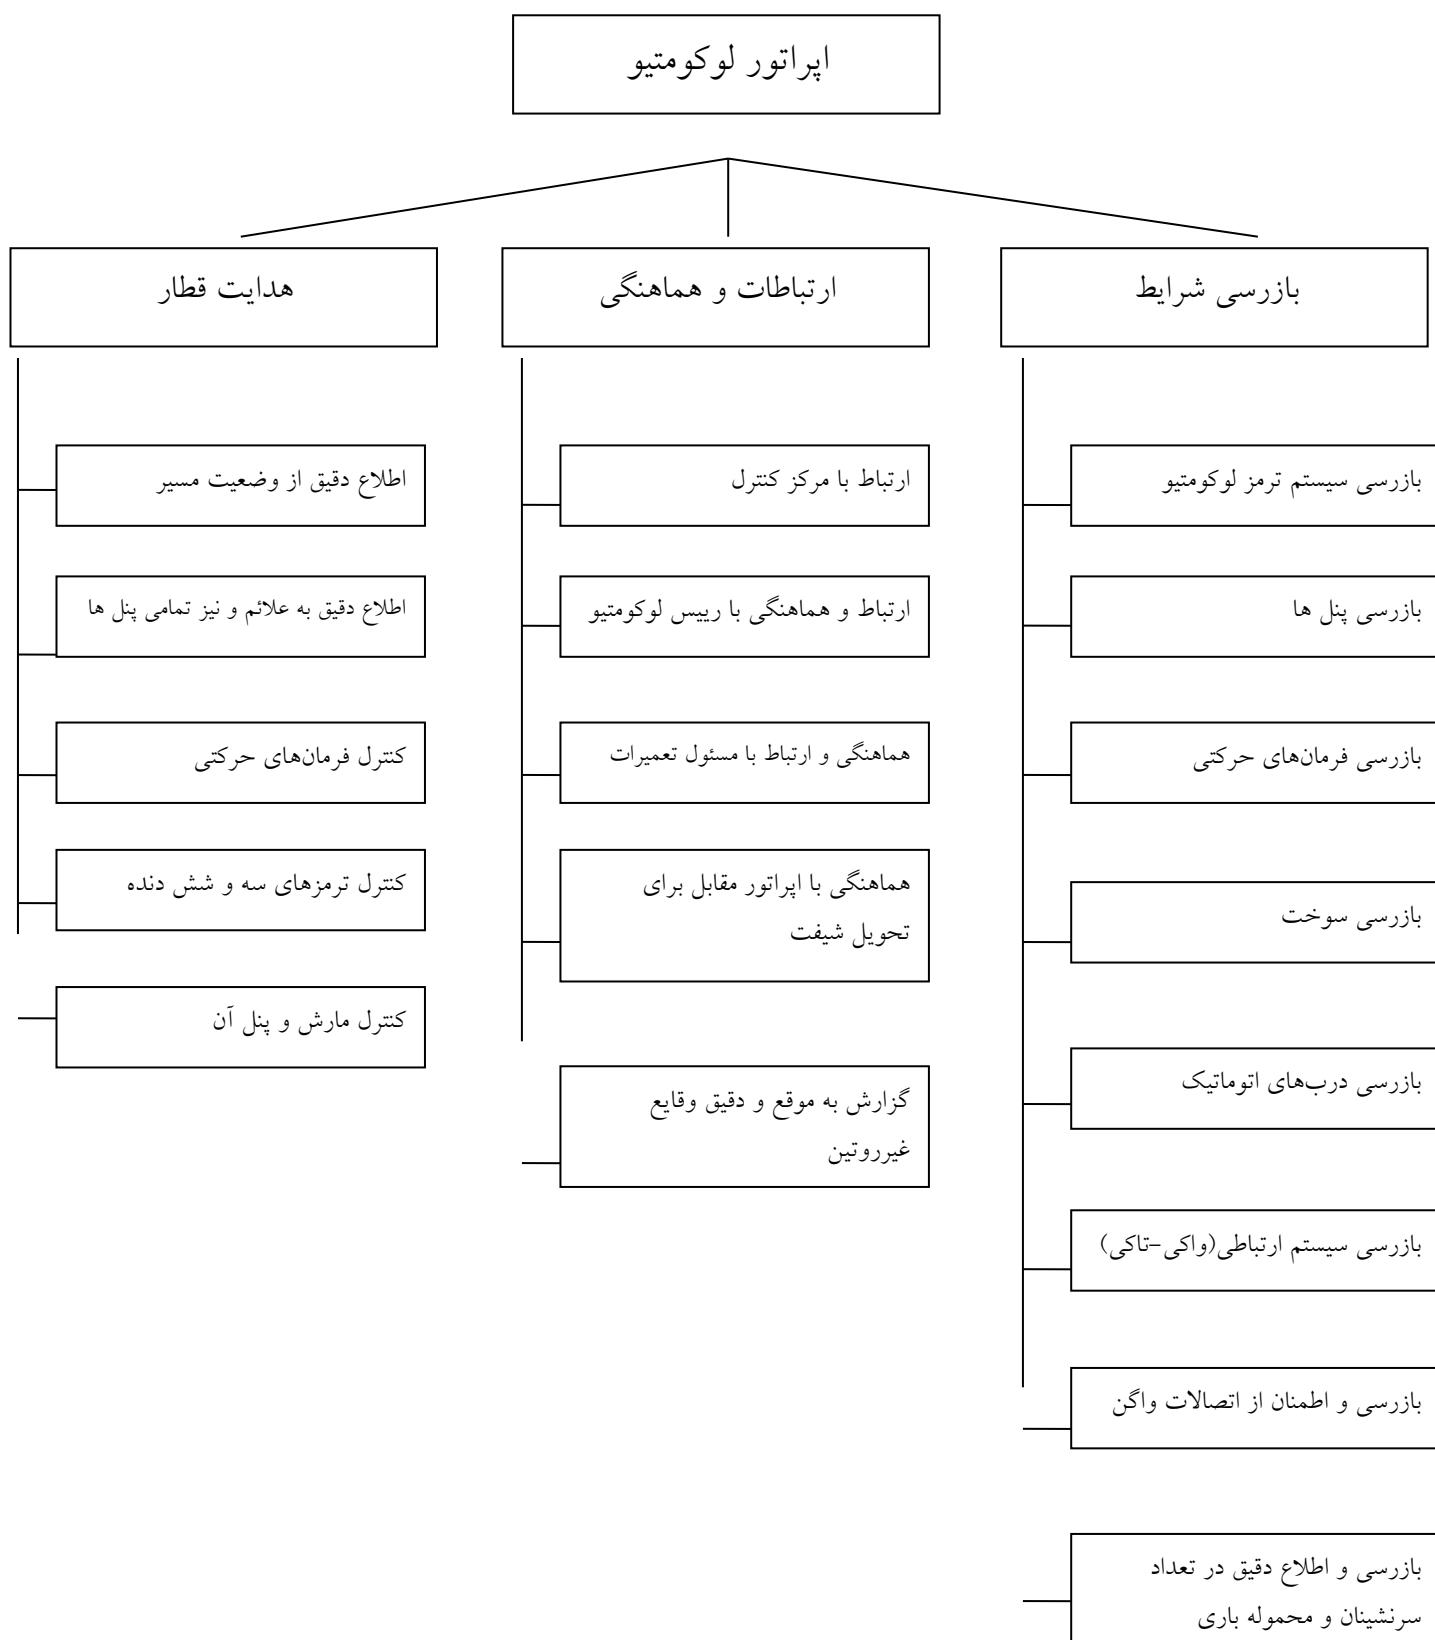 اپراتور لوکومتیو
بازرسی شرایط
ارتباطات و هماهنگی
هدایت قطار
بازرسی سیستم ترمز لوکومتیو
بازرسی پنل ها
بازرسی فرمان‌های حرکتی
بازرسی سوخت
بازرسی درب‌های اتوماتیک
بازرسی سیستم ارتباطی(واکی-تاکی)
بازرسی و اطمنان از اتصالات واگن
بازرسی و اطلاع دقیق در تعداد
سرنشینان و محموله باری
ارتباط با مرکز کنترل
ارتباط و هماهنگی با رییس لوکومتیو
هماهنگی و ارتباط با مسئول تعمیرات
هماهنگی با اپراتور مقابل برای
تحویل شیفت
گزارش به موقع و دقیق وقایع
غیرروتین
اطلاع دقیق از وضعیت مسیر
اطلاع دقیق به علائم و نیز تمامی پنل ها
کنترل فرمان‌های حرکتی
کنترل ترمزهای سه و شش دنده
کنترل مارش و پنل آن